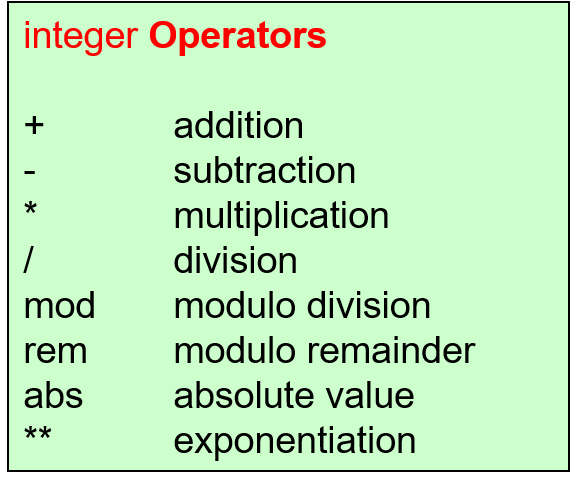 integer Operators
+ addition
- subtraction
* multiplication
/ division
mod modulo division
rem modulo remainder
abs absolute value
** exponentiation